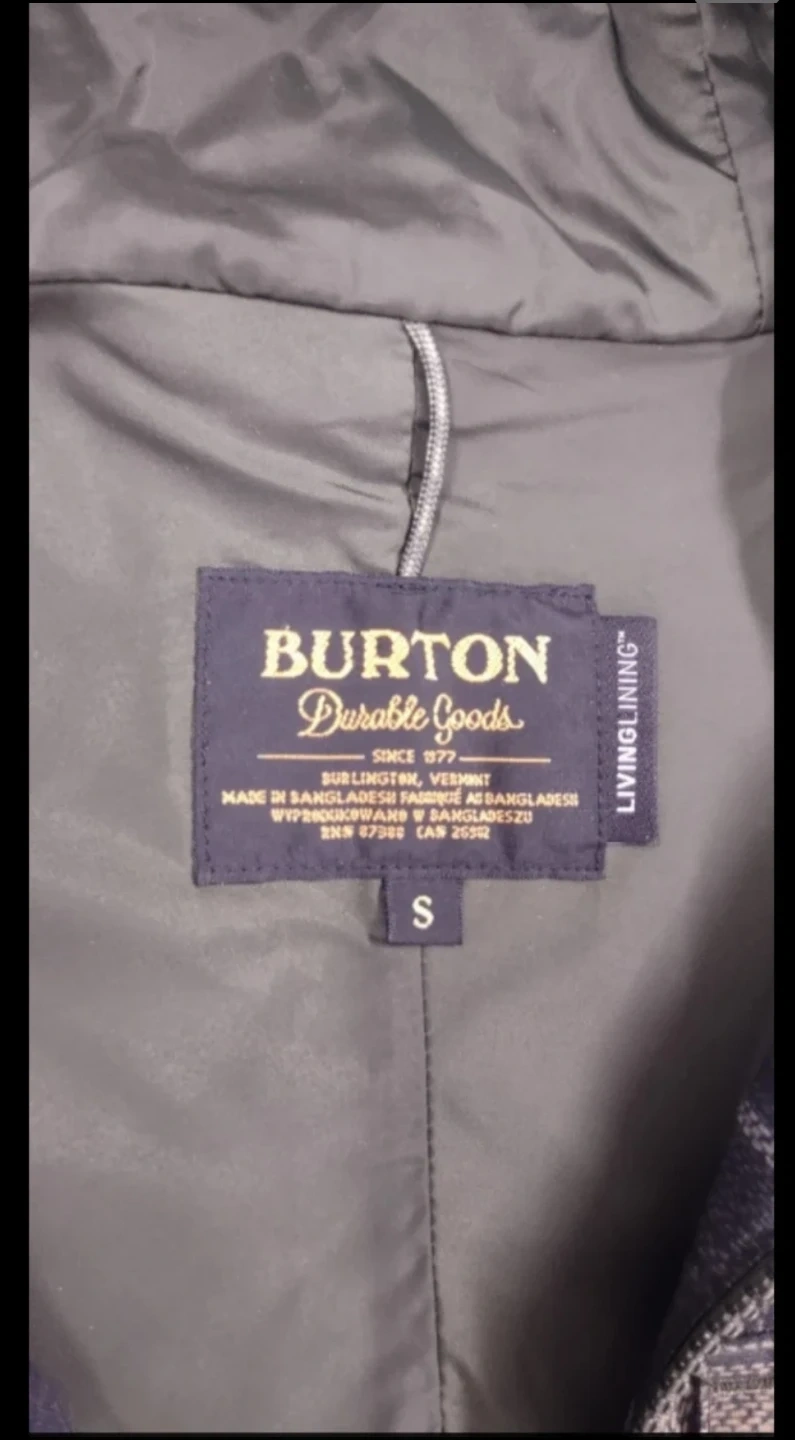 BURTON
Durable Goods
SINCE 1977
BURLINGTON, VERMONT
MADE IN BANGLADESH FABRIQUÉ AU BANGLADESH
WYPRODUKOWANO W BANGLADESZU
RN# 87380 CA#
S
LIVINGLINING™